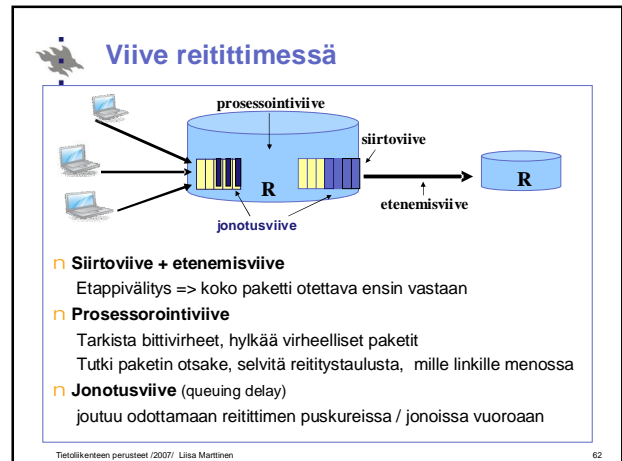 Viive reitittimessä
prosessointiviive
siirtoviive
R
R
etenemisviive
jonotusviive
n Siirtoviive + etenemisviive
Etappivälitys => koko paketti otettava ensin vastaan
n Prosessorointiviive
Tarkista bittivirheet, hylkää virheelliset paketit
Tutki paketin otsake, selvitä reititystaulusta, mille linkille menossa
n Jonotusviive (queuing delay)
joutuu odottamaan reitittimen puskureissa / jonoissa vuoroaan
Tietoliikenteen perusteet /2007/ Liisa Marttinen
62